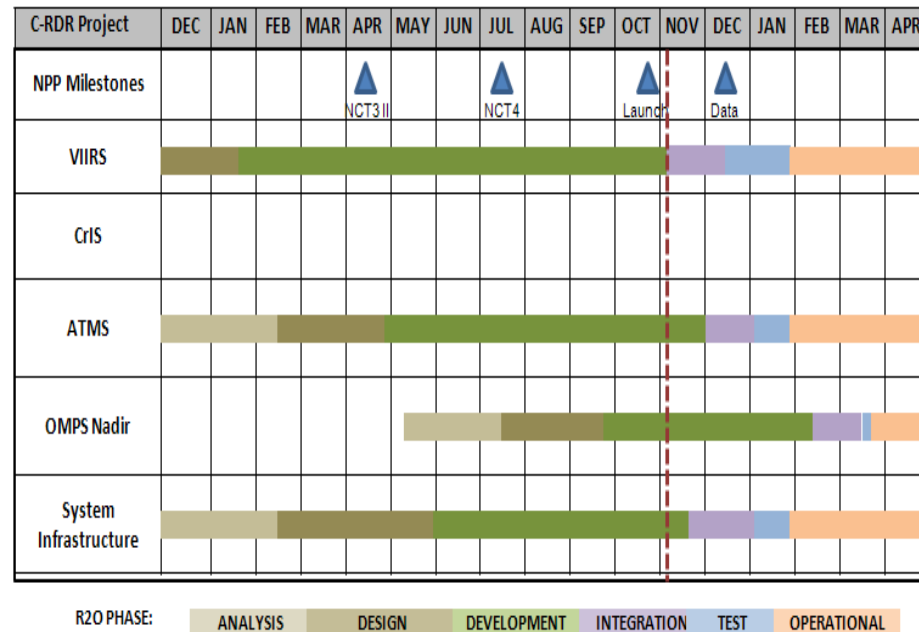 C-RDR Project DEC JAN FEB MAR APR MAY JUN JUL AUG SEP OCT NOV DEC JAN FEB MAR APR
NPP Milestones
NCT3 II NCT4 Launch Data
VIIRS
CrIS
ATMS
OMPS Nadir
System
Infrastructure
R2O PHASE: ANALYSIS DESIGN DEVELOPMENT INTEGRATION TEST OPERATIONAL